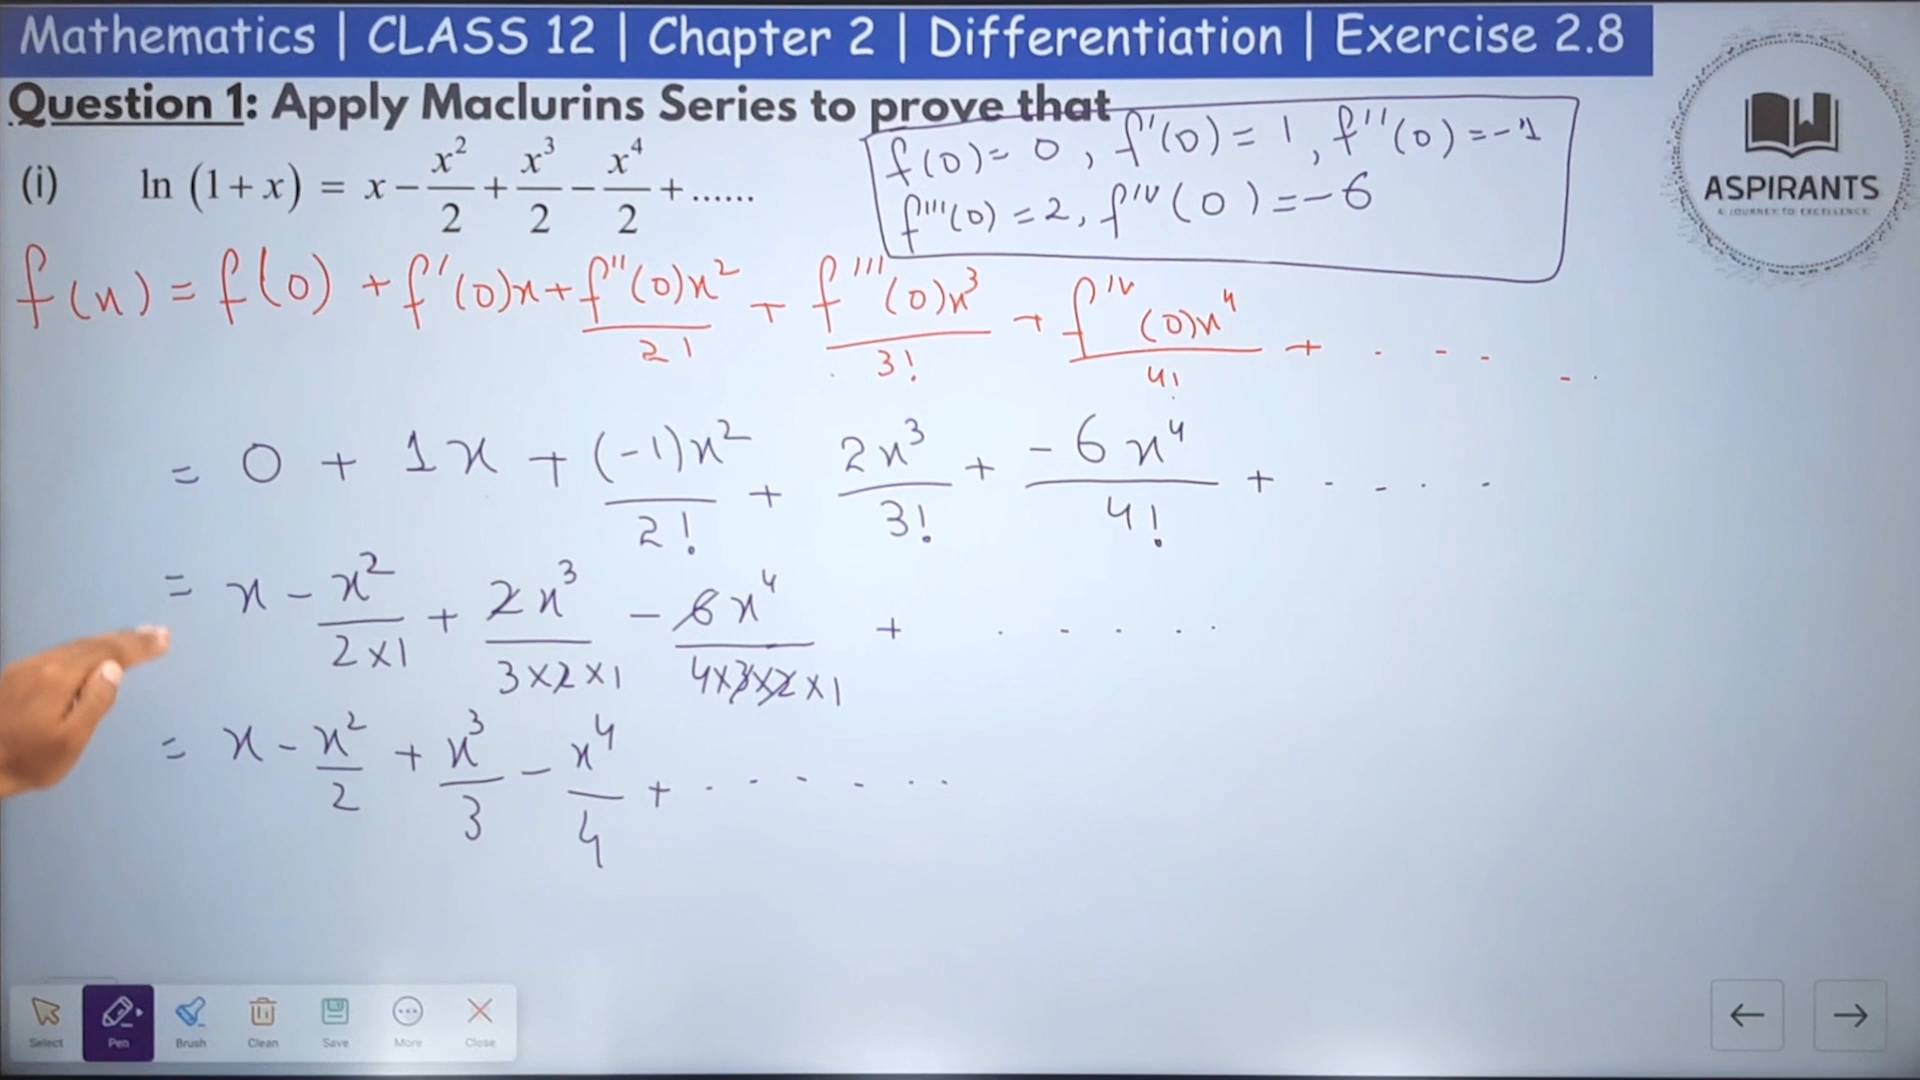 Mathematics | CLASS 12 | Chapter 2 | Differentiation | Exercise 2.8
Question 1: Apply Maclurins Series to prove that
(i) ln (1+x) = x − x²/2 + x³/2 − x⁴/2 + ......
f(0) = 0, f'(0) = 1, f''(0) = -1
f'''(0) = 2, f'ᵛ(0) = -6
ASPIRANTS
A JOURNEY TO EXCELLENCE
f(x) = f(0) + f'(0)x + f''(0)x²/2! + f'''(0)x³/3! + f'ᵛ(0)x⁴/4! + ......
= 0 + 1x + (-1)x²/2! + 2x³/3! + -6x⁴/4! + ....
= x - x²/2×1 + 2x³/3×2×1 - 6x⁴/4×3×2×1 + .....
= x - x²/2 + x³/3 - x⁴/4 + ......
Select Pen Brush Clean Save More Close